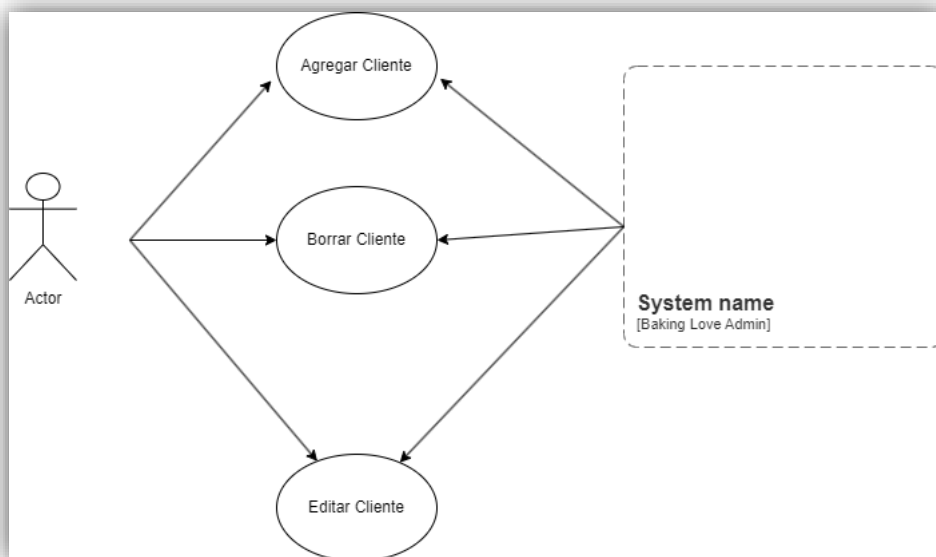 Agregar Cliente
Borrar Cliente
Actor
System name
[Baking Love Admin]
Editar Cliente